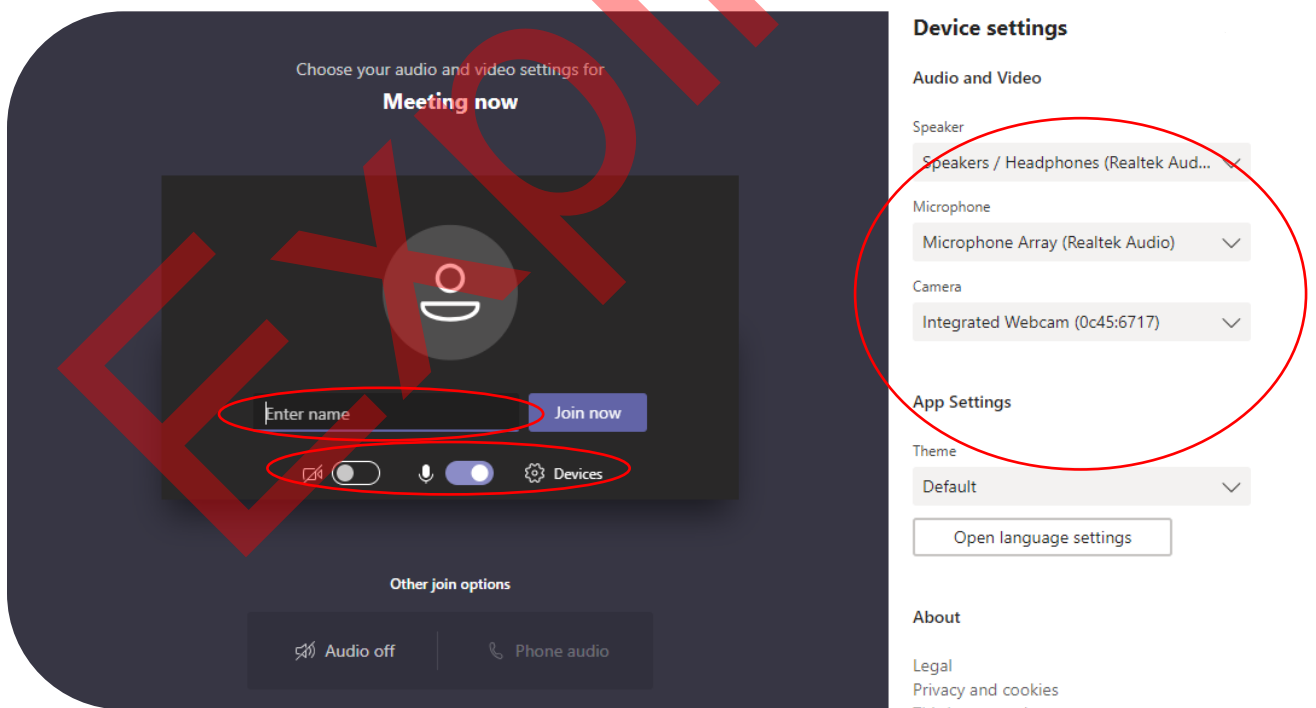 Choose your audio and video settings for
Meeting now
Enter name
Join now
Devices
Other join options
Audio off
Phone audio
Device settings
Audio and Video
Speaker
Speakers / Headphones (Realtek Aud...
Microphone
Microphone Array (Realtek Audio)
Camera
Integrated Webcam (0c45:6717)
App Settings
Theme
Default
Open language settings
About
Legal
Privacy and cookies